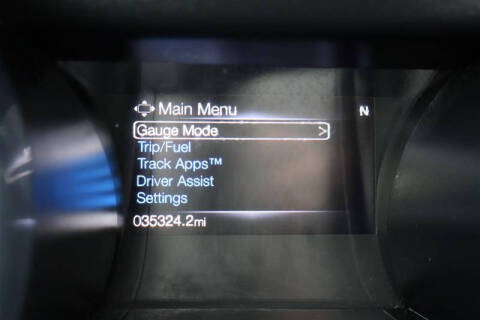 Main Menu N
Gauge Mode >
Trip/Fuel
Track Apps™
Driver Assist
Settings
035324.2mi